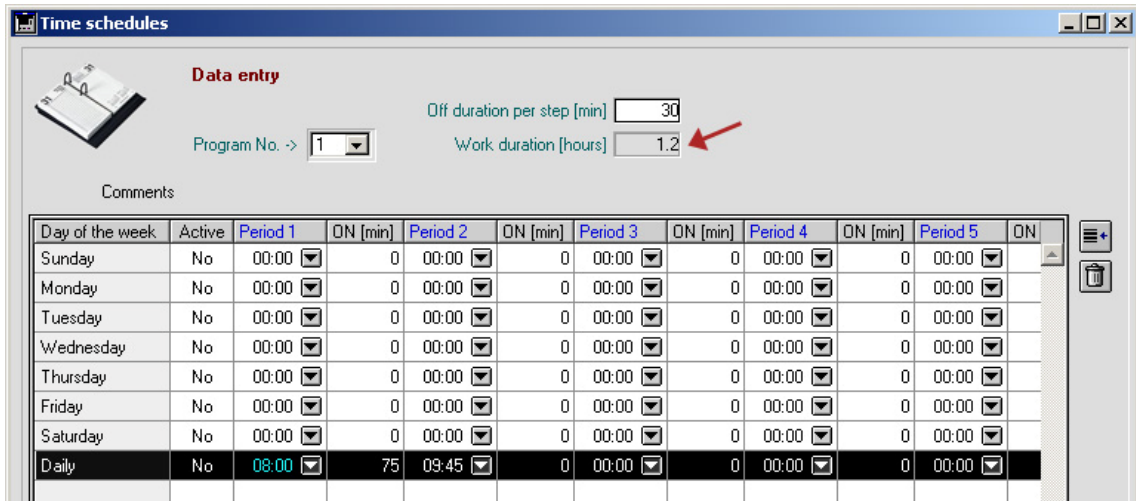 Time schedules
Data entry
Off duration per step [min] 30
Program No. -> 1 Work duration [hours] 1.2
Comments
Day of the week Active Period 1 ON [min] Period 2 ON [min] Period 3 ON [min] Period 4 ON [min] Period 5 ON
Sunday No 00:00 0 00:00 0 00:00 0 00:00 0 00:00
Monday No 00:00 0 00:00 0 00:00 0 00:00 0 00:00
Tuesday No 00:00 0 00:00 0 00:00 0 00:00 0 00:00
Wednesday No 00:00 0 00:00 0 00:00 0 00:00 0 00:00
Thursday No 00:00 0 00:00 0 00:00 0 00:00 0 00:00
Friday No 00:00 0 00:00 0 00:00 0 00:00 0 00:00
Saturday No 00:00 0 00:00 0 00:00 0 00:00 0 00:00
Daily No 08:00 75 09:45 0 00:00 0 00:00 0 00:00